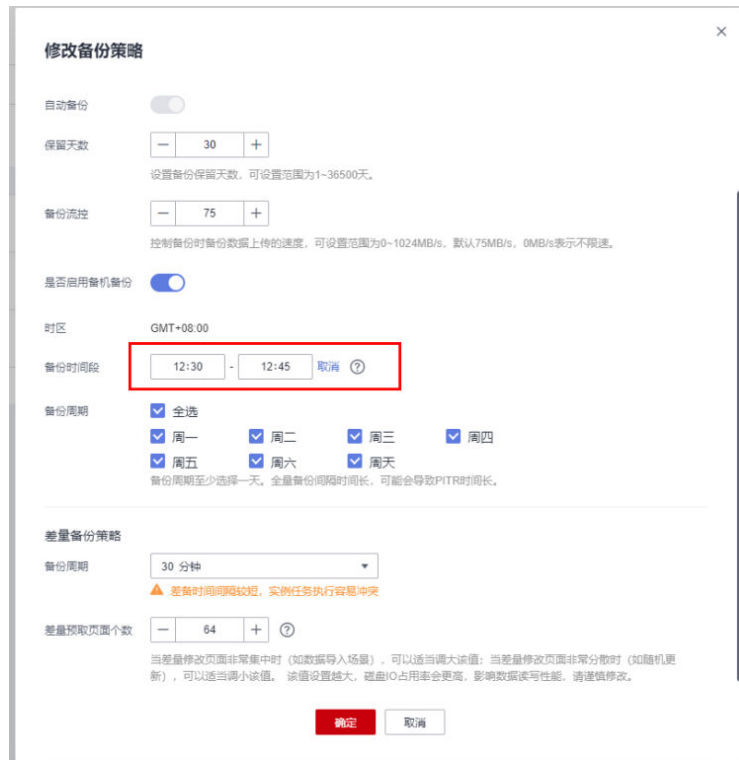 修改备份策略
自动备份
保留天数 30
设置备份保留天数，可设置范围为1~36500天。
备份流控 75
控制备份时备份数据上传的速度，可设置范围为0~1024MB/s，默认75MB/s，0MB/s表示不限速。
是否启用备机备份
时区 GMT+08:00
备份时间段 12:30 - 12:45 取消
备份周期 全选
周一 周二 周三 周四
周五 周六 周天
备份周期至少选择一天。全量备份间隔时间长，可能会导致PITR时间长。
差量备份策略
备份周期 30 分钟
差备时间间隔较短，实例任务执行容易冲突
差量预取页面个数 64
当差量修改页面非常集中时（如数据导入场景），可以适当调大该值；当差量修改页面非常分散时（如随机更
新），可以适当调小该值。 该值设置越大，磁盘IO占用率会更高，影响数据读写性能，请谨慎修改。
确定 取消